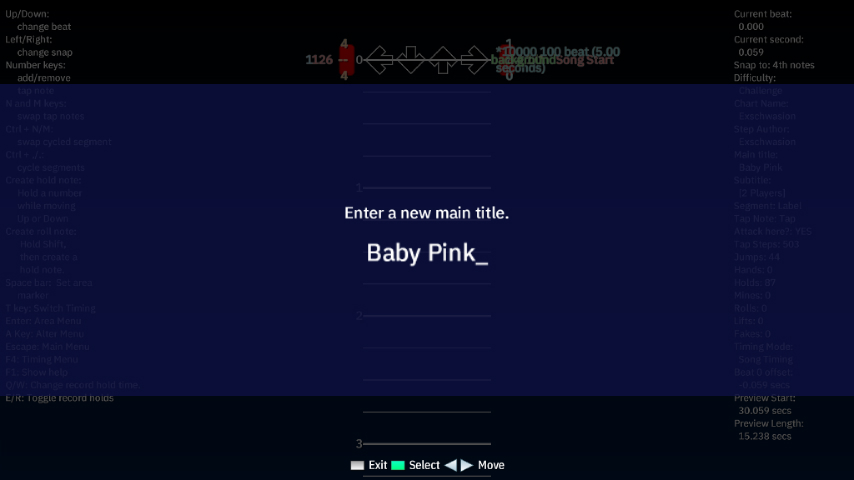 Up/Down:
change beat
Left/Right:
change snap
Number keys:
add/remove
tap note
N and M keys:
swap tap notes
Ctrl + N/M:
swap cycled segment
cycle segments
Create hold note:
Hold a number
while moving
Up or Down
Create roll note:
Hold Shift,
then create a
hold note.
Space bar: Set area
marker
T key: Switch Timing
Enter: Area Menu
A Key: Alter Menu
Escape: Main Menu
F4: Timing Menu
F1: Show help
Q/W: Change record hold time
E/R: Toggle record holds
1126 -- 4 4 0
1 0
*10000 100 beat (5.00
seconds)
Song Start
1
2
3
Enter a new main title.
Baby Pink_
Exit Select Move
Current beat:
0.000
Current second:
0.059
Snap to: 4th notes
Difficulty:
Challenge
Chart Name:
Exschwasion
Step Author:
Exschwasion
Main title:
Baby Pink
Subtitle:
[2 Players]
Segment: Label
Tap Note: Tap
Attack here?: YES
Tap Steps: 503
Jumps: 44
Hands: 0
Holds: 87
Mines: 9
Rolls: 0
Lifts: 0
Fakes: 0
Timing Mode:
Song Timing
Beat 0 offset:
-0.059 secs
Preview Start:
30.059 secs
Preview Length:
15.238 secs